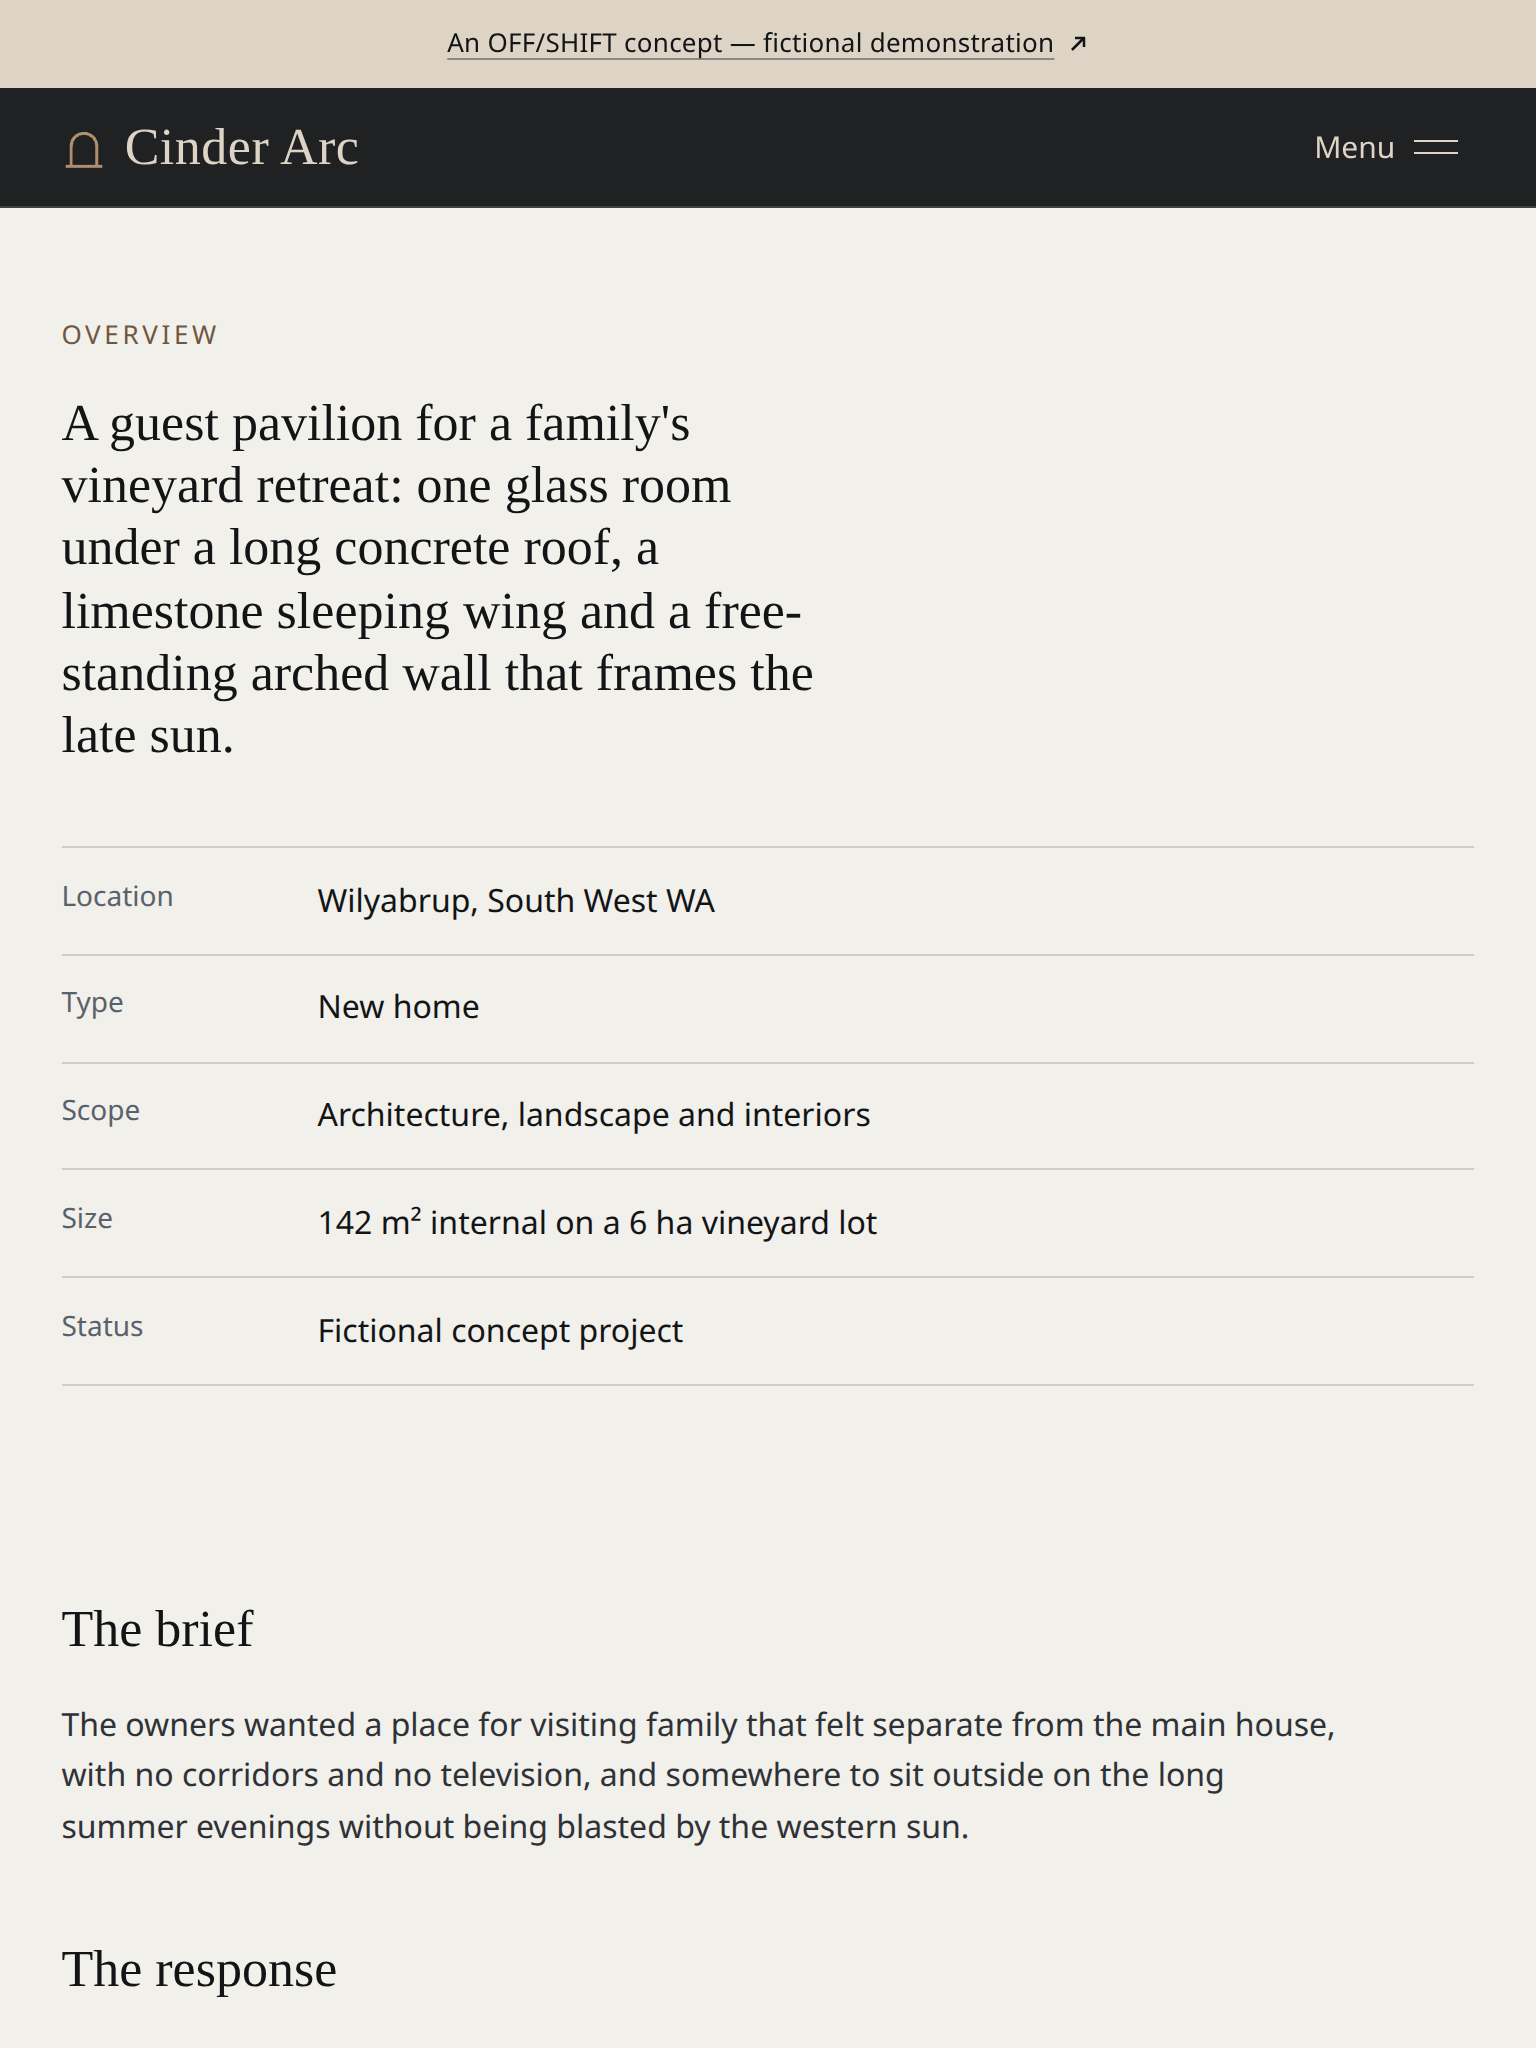 An OFF/SHIFT concept — fictional demonstration ↗
Cinder Arc
Menu
OVERVIEW
A guest pavilion for a family's
vineyard retreat: one glass room
under a long concrete roof, a
limestone sleeping wing and a free-
standing arched wall that frames the
late sun.
Location Wilyabrup, South West WA
Type New home
Scope Architecture, landscape and interiors
Size 142 m² internal on a 6 ha vineyard lot
Status Fictional concept project
The brief
The owners wanted a place for visiting family that felt separate from the main house,
with no corridors and no television, and somewhere to sit outside on the long
summer evenings without being blasted by the western sun.
The response